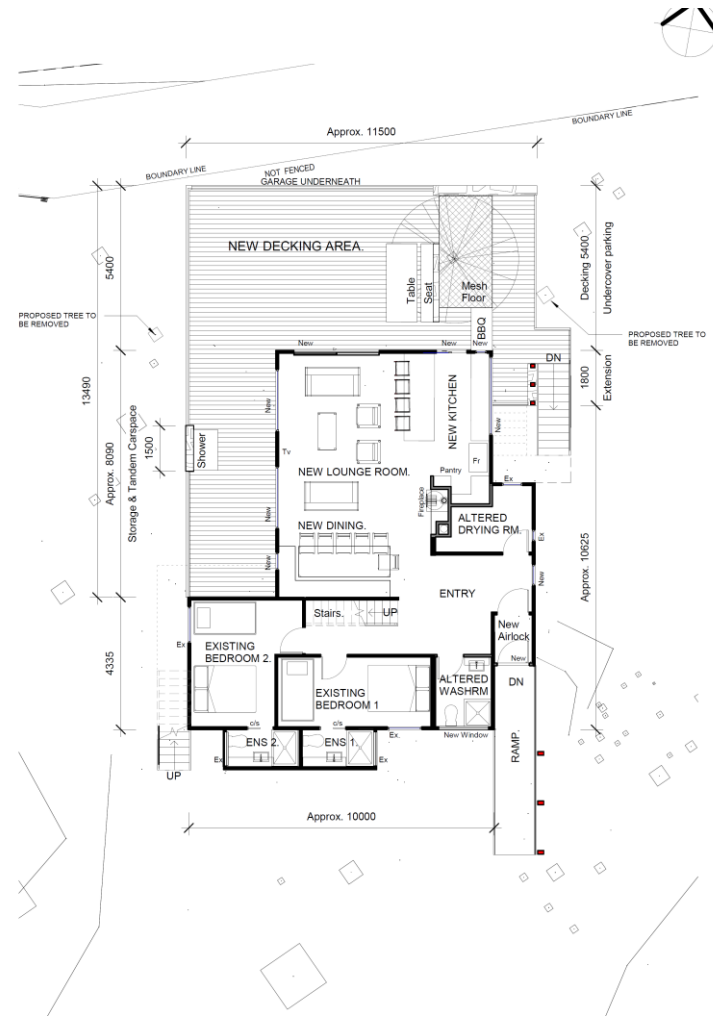 Approx. 11500
BOUNDARY LINE
BOUNDARY LINE
NOT FENCED
GARAGE UNDERNEATH
NEW DECKING AREA.
5400
Decking 5400
Undercover parking
Table
Seat
Mesh
Floor
BBQ
PROPOSED TREE TO
BE REMOVED
PROPOSED TREE TO
BE REMOVED
New
New
New
DN
1800
Extension
13490
Approx. 8090
Storage & Tandem Carspace
1500
Shower
New
NEW KITCHEN
New
Tv
NEW LOUNGE ROOM.
Pantry
Fr
Fireplace
Ex
New
NEW DINING.
ALTERED
DRYING RM.
Ex
New
New
Approx. 10625
ENTRY
Stairs.
UP
New
Airlock
New
4335
Ex
EXISTING
BEDROOM 2.
EXISTING
BEDROOM 1
ALTERED
WASHRM
DN
c/s
c/s
Ex.
New Window
ENS 2.
ENS 1.
Ex
Ex
UP
RAMP.
Approx. 10000